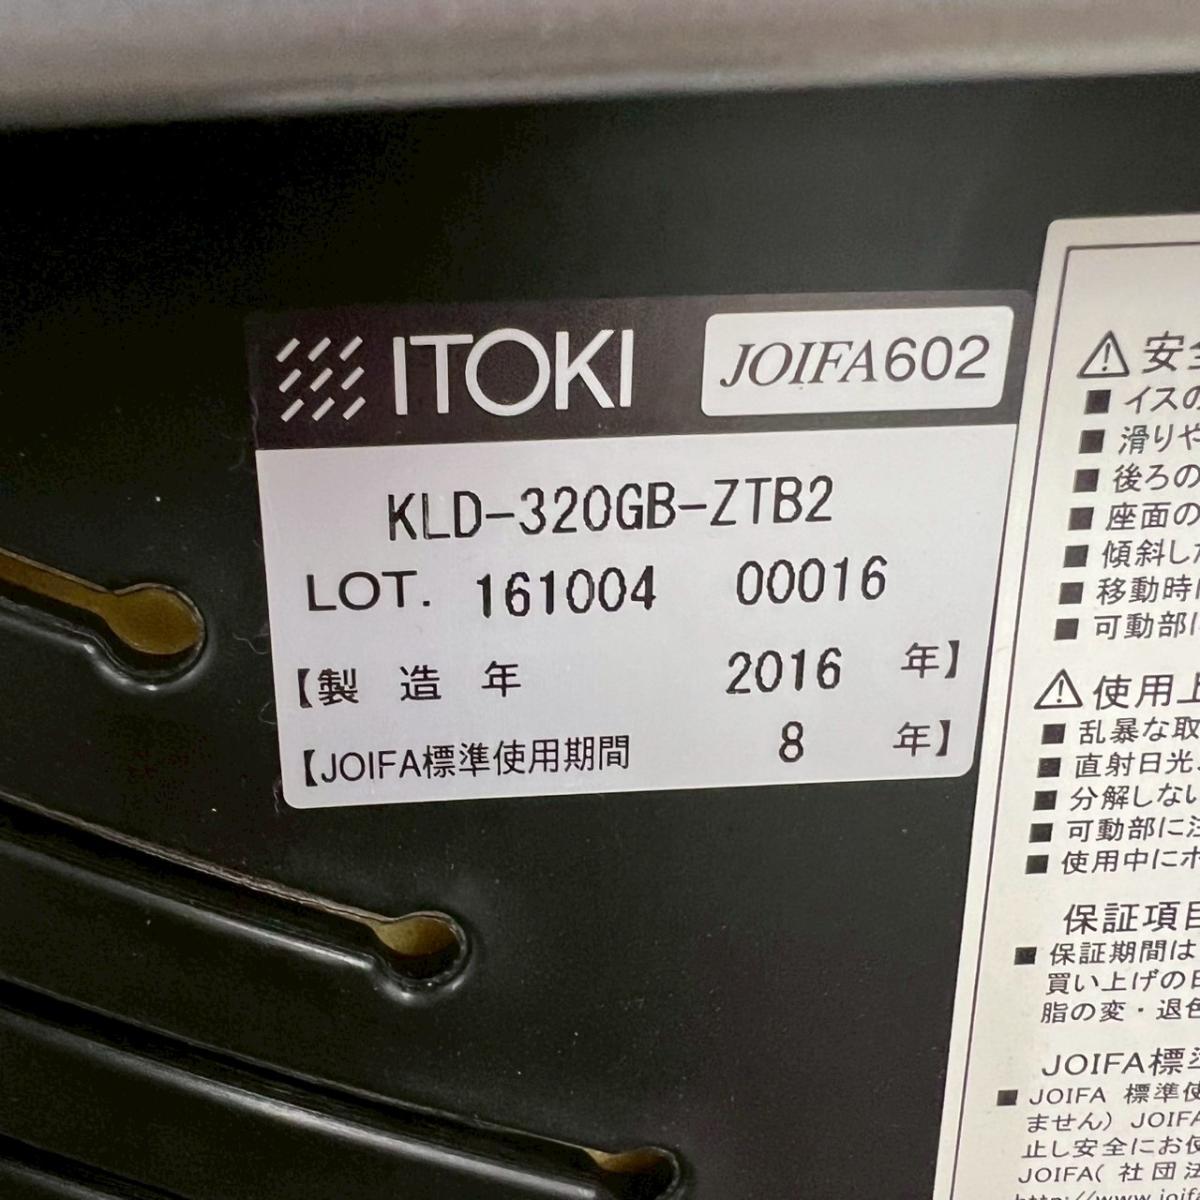 ITOKI JOIFA602
KLD-320GB-ZTB2
LOT. 161004 00016
【製 造 年 2016 年】
【JOIFA標準使用期間 8 年】
⚠ 安全
■ イスの
■ 滑りや
■ 後ろの
■ 座面の
■ 傾斜し
■ 移動時
■ 可動部に
⚠ 使用上
■ 乱暴な取
■ 直射日光
■ 分解しない
■ 可動部に注
■ 使用中にホ
保証項目
■ 保証期間は
買い上げの日
脂の変・退色
JOIFA標準
■ JOIFA 標準使
ません）JOIFA
止し安全にお使
JOIFA( 社団法